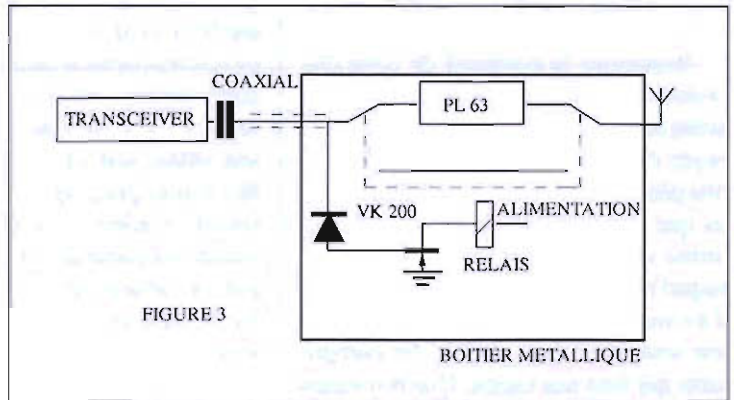 COAXIAL
TRANSCEIVER
PL 63
VK 200
ALIMENTATION
RELAIS
FIGURE 3
BOITIER METALLIQUE